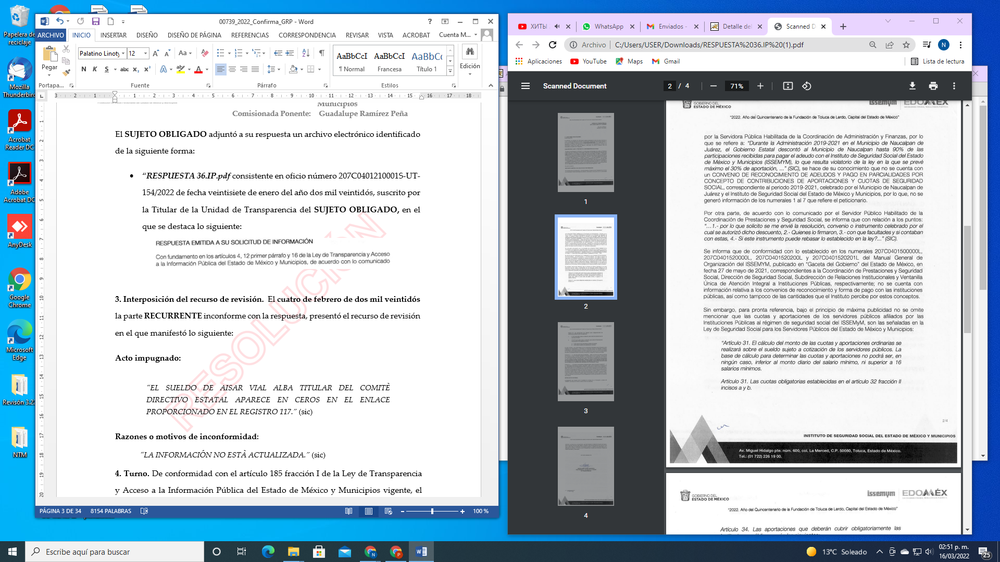 Papelera de
reciclaje
Mozilla
Thunderbird
Acrobat
Reader DC
Adobe
Acrobat DC
AnyDesk
Google
Chrome
Microsoft
Edge
Revisón 3.22
NTM
00739_2022_Confirma_GRP - Word
ARCHIVO INICIO INSERTAR DISEÑO DISEÑO DE PÁGINA REFERENCIAS CORRESPONDENCIA REVISAR VISTA ACROBAT Cuenta M...
Pegar
Palatino Linoty 12
AaBbCcI AaBbCcI AaBbCc
¶ Normal Francesa Título 1
Edición
Portapa... Fuente Párrafo Estilos
Municipios
Comisionada Ponente: Guadalupe Ramírez Peña
El SUJETO OBLIGADO adjuntó a su respuesta un archivo electrónico identificado
de la siguiente forma:
• “RESPUESTA 36.IP.pdf consistente en oficio número 207C0401210001S-UT-
154/2022 de fecha veintisiete de enero del año dos mil veintidós, suscrito por
la Titular de la Unidad de Transparencia del SUJETO OBLIGADO, en el
que se destaca lo siguiente:
RESPUESTA EMITIDA A SU SOLICITUD DE INFORMACIÓN
Con fundamento en los artículos 4, 12 primer párrafo y 16 de la Ley de Transparencia y Acceso
a la Información Pública del Estado de México y Municipios, de acuerdo con lo comunicado
RESOLUCIÓN
3. Interposición del recurso de revisión. El cuatro de febrero de dos mil veintidós
la parte RECURRENTE inconforme con la respuesta, presentó el recurso de revisión
en el que manifestó lo siguiente:
Acto impugnado:
“EL SUELDO DE AISAR VIAL ALBA TITULAR DEL COMITÈ
DIRECTIVO ESTATAL APARECE EN CEROS EN EL ENLACE
PROPORCIONADO EN EL REGISTRO 117.” (sic)
Razones o motivos de inconformidad:
“LA INFORMACIÓN NO ESTÀ ACTUALIZADA.” (sic)
4. Turno. De conformidad con el artículo 185 fracción I de la Ley de Transparencia
y Acceso a la Información Pública del Estado de México y Municipios vigente, el
PÁGINA 3 DE 34 8154 PALABRAS 100 %
ХИТЫ WhatsApp Enviados - Detalle del Scanned D
Archivo C:/Users/USER/Downloads/RESPUESTA%2036.IP%20(1).pdf
Aplicaciones YouTube Maps Gmail Lista de lectura
Scanned Document 2 / 4 71%
1
2
3
4
GOBIERNO DEL
ESTADO DE MÉXICO
issemym EDOMÉX
“2022. Año del Quincentenario de la Fundación de Toluca de Lerdo, Capital del Estado de México”
por la Servidora Pública Habilitada de la Coordinación de Administración y Finanzas, por lo
que se refiere a: “Durante la Administración 2019-2021 en el Municipio de Naucalpan de
Juárez, el Gobierno Estatal descontó al Municipio de Naucalpan hasta 90% de las
participaciones recibidas para pagar el adeudo con el Instituto de Seguridad Social del Estado
de México y Municipios (ISSEMYM), lo que resulta violatorio de la ley en la que se prevé
máximo el 30% de aportación, ...” (SIC), se hace de su conocimiento que no se cuenta con
un CONVENIO DE RECONOCIMIENTO DE ADEUDOS Y PAGO EN PARCIALIDADES POR
CONCEPTO DE CONTRIBUCIONES DE APORTACIONES Y CUOTAS DE SEGURIDAD
SOCIAL, correspondiente al periodo 2019-2021, celebrado por el Municipio de Naucalpan de
Juárez y el Instituto de Seguridad Social del Estado de México y Municipios, por lo que, no se
generó información de los numerales 1 al 7 que refiere el peticionario.
Por otra parte, de acuerdo con lo comunicado por el Servidor Público Habilitado de la
Coordinación de Prestaciones y Seguridad Social, se informa que con relación a los puntos:
“...1.- por lo que solicito se me envié la resolución, convenio o instrumento celebrado por el
cual se autorizó dicho descuento, 2.- Quienes lo firmaron, 3.- con que facultades y si contaban
con estas, 4.- Si este instrumento puede rebasar lo establecido en la ley?...” (SIC).
Se informa que de conformidad con lo establecido en los numerales 207C0401500000L,
207C0401520000L, 207C0401520200L y 207C0401520201L del Manual General de
Organización del ISSEMYM, publicado en “Gaceta del Gobierno” del Estado de México, en
fecha 27 de mayo de 2021, correspondientes a la Coordinación de Prestaciones y Seguridad
Social, Dirección de Seguridad Social, Subdirección de Relaciones Institucionales y Ventanilla
Única de Atención Integral a Instituciones Públicas, respectivamente; no se cuenta con
información relativa a los convenios de reconocimiento y forma de pago con las instituciones
públicas, así como tampoco de las cantidades que el Instituto percibe por estos conceptos.
Sin embargo, para pronta referencia, bajo el principio de máxima publicidad no se omite
mencionar que las cuotas y aportaciones de los servidores públicos afiliados por las
Instituciones Públicas al régimen de seguridad social del ISSEMyM, son las señaladas en la
Ley de Seguridad Social para los Servidores Públicos del Estado de México y Municipios:
“Artículo 31. El cálculo del monto de las cuotas y aportaciones ordinarias se
realizará sobre el sueldo sujeto a cotización de los servidores públicos. La
base de cálculo para determinar las cuotas y aportaciones no podrá ser, en
ningún caso, inferior al monto diario del salario mínimo, ni superior a 16
salarios mínimos.
Artículo 31. Las cuotas obligatorias establecidas en el artículo 32 fracción II
incisos a y b.
2/4
INSTITUTO DE SEGURIDAD SOCIAL DEL ESTADO DE MÉXICO Y MUNICIPIOS
Av. Miguel Hidalgo pte. núm. 600, col. La Merced, C.P. 50080, Toluca, Estado de México.
Tel.: (01 722) 226 19 00.
GOBIERNO DEL
ESTADO DE MÉXICO
issemym EDOMÉX
“2022. Año del Quincentenario de la Fundación de Toluca de Lerdo, Capital del Estado de México”
Artículo 34. Las aportaciones que deberán cubrir obligatoriamente las
Escribe aquí para buscar
13°C Soleado
02:51 p. m.
16/03/2022
25